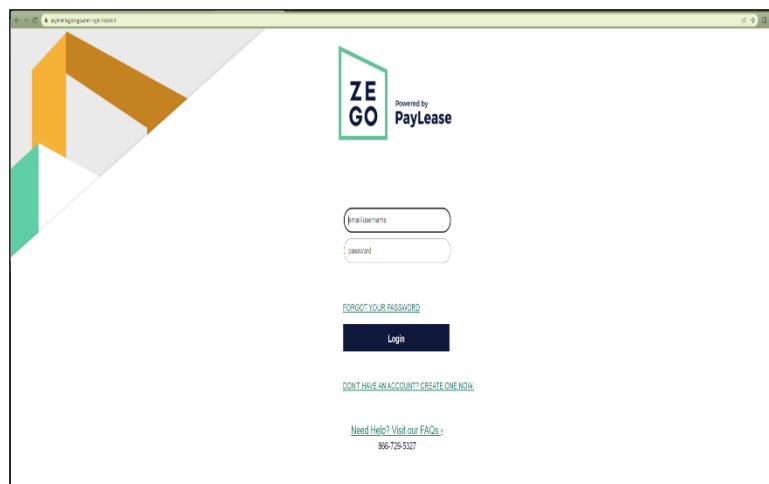 ZE
GO
Powered by
PayLease
email/username
password
FORGOT YOUR PASSWORD
Login
DON'T HAVE AN ACCOUNT? CREATE ONE NOW.
Need Help? Visit our FAQs ›
866-729-5327